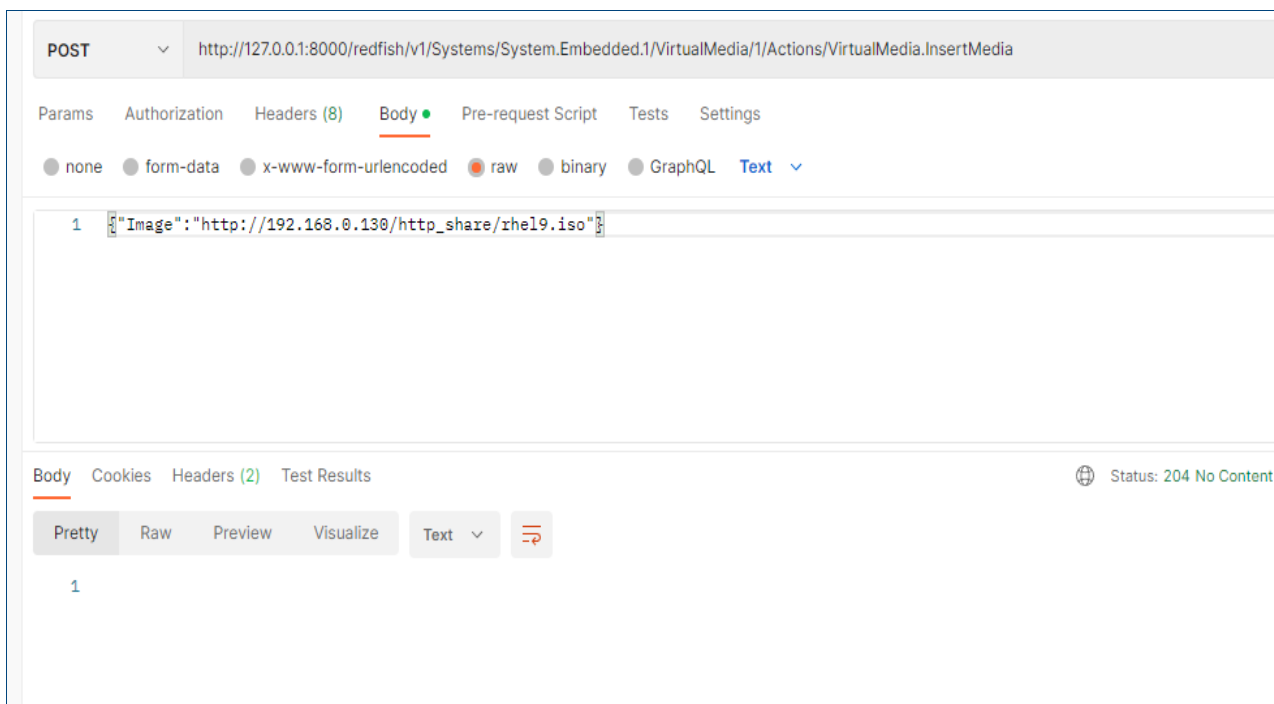 POST http://127.0.0.1:8000/redfish/v1/Systems/System.Embedded.1/VirtualMedia/1/Actions/VirtualMedia.InsertMedia
Params Authorization Headers (8) Body Pre-request Script Tests Settings
none form-data x-www-form-urlencoded raw binary GraphQL Text
1 {"Image":"http://192.168.0.130/http_share/rhel9.iso"}
Body Cookies Headers (2) Test Results Status: 204 No Content
Pretty Raw Preview Visualize Text
1